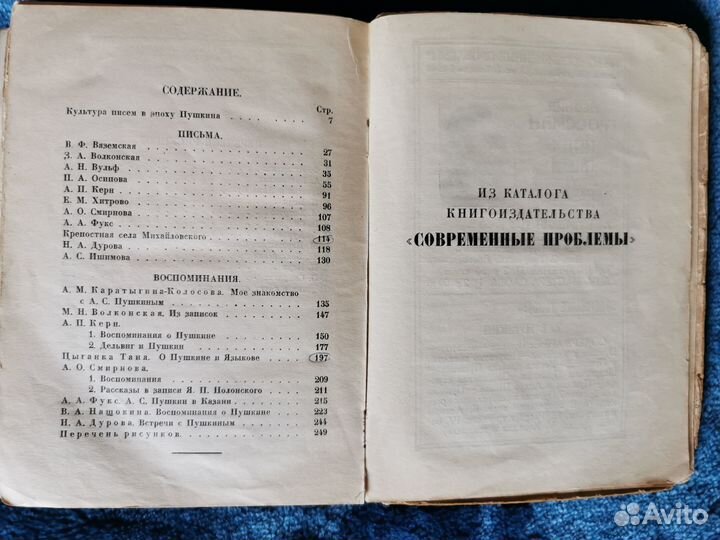 СОДЕРЖАНИЕ.
Стр.
Культура писем в эпоху Пушкина . . . . . . . . 7
ПИСЬМА.
В. Ф. Вяземская . . . . . . . . 27
З. А. Волконская . . . . . . . . 31
А. Н. Вульф . . . . . . . . 35
П. А. Осипова . . . . . . . . 55
А. П. Керн . . . . . . . . 91
Е. М. Хитрово . . . . . . . . 96
А. О. Смирнова . . . . . . . . 107
А. А. Фукс . . . . . . . . 108
Крепостная села Михайловского . . . . . . . . 114
Н. А. Дурова . . . . . . . . 118
А. С. Ишимова . . . . . . . . 130
ВОСПОМИНАНИЯ.
А. М. Каратыгина-Колосова. Мое знакомство
с А. С. Пушкиным . . . . . . . . 135
М. Н. Волконская. Из записок . . . . . . . . 147
А. П. Керн.
1. Воспоминания о Пушкине . . . . . . . . 150
2. Дельвиг и Пушкин . . . . . . . . 177
Цыганка Таня. О Пушкине и Языкове . . . . 197
А. О. Смирнова.
1. Воспоминания . . . . . . . . 209
2. Рассказы в записи Я. П. Полонского . . . . 211
А. А. Фукс. А. С. Пушкин в Казани . . . . 215
В. А. Нащокина. Воспоминания о Пушкине . . . 223
Н. А. Дурова. Встречи с Пушкиным . . . . 244
Перечень рисунков . . . . . . . . 249
ИЗ КАТАЛОГА
КНИГОИЗДАТЕЛЬСТВА
«СОВРЕМЕННЫЕ ПРОБЛЕМЫ»
Avito